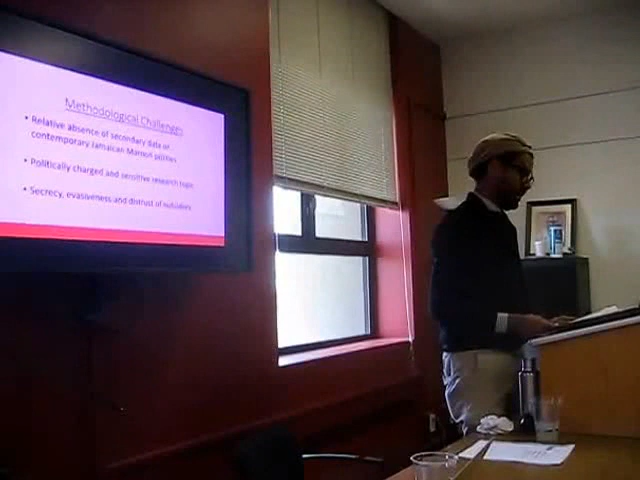 Methodological Challenges
• Relative absence of secondary data on
contemporary Jamaican Maroon polities
• Politically charged and sensitive research topic
• Secrecy, evasiveness and distrust of outsiders